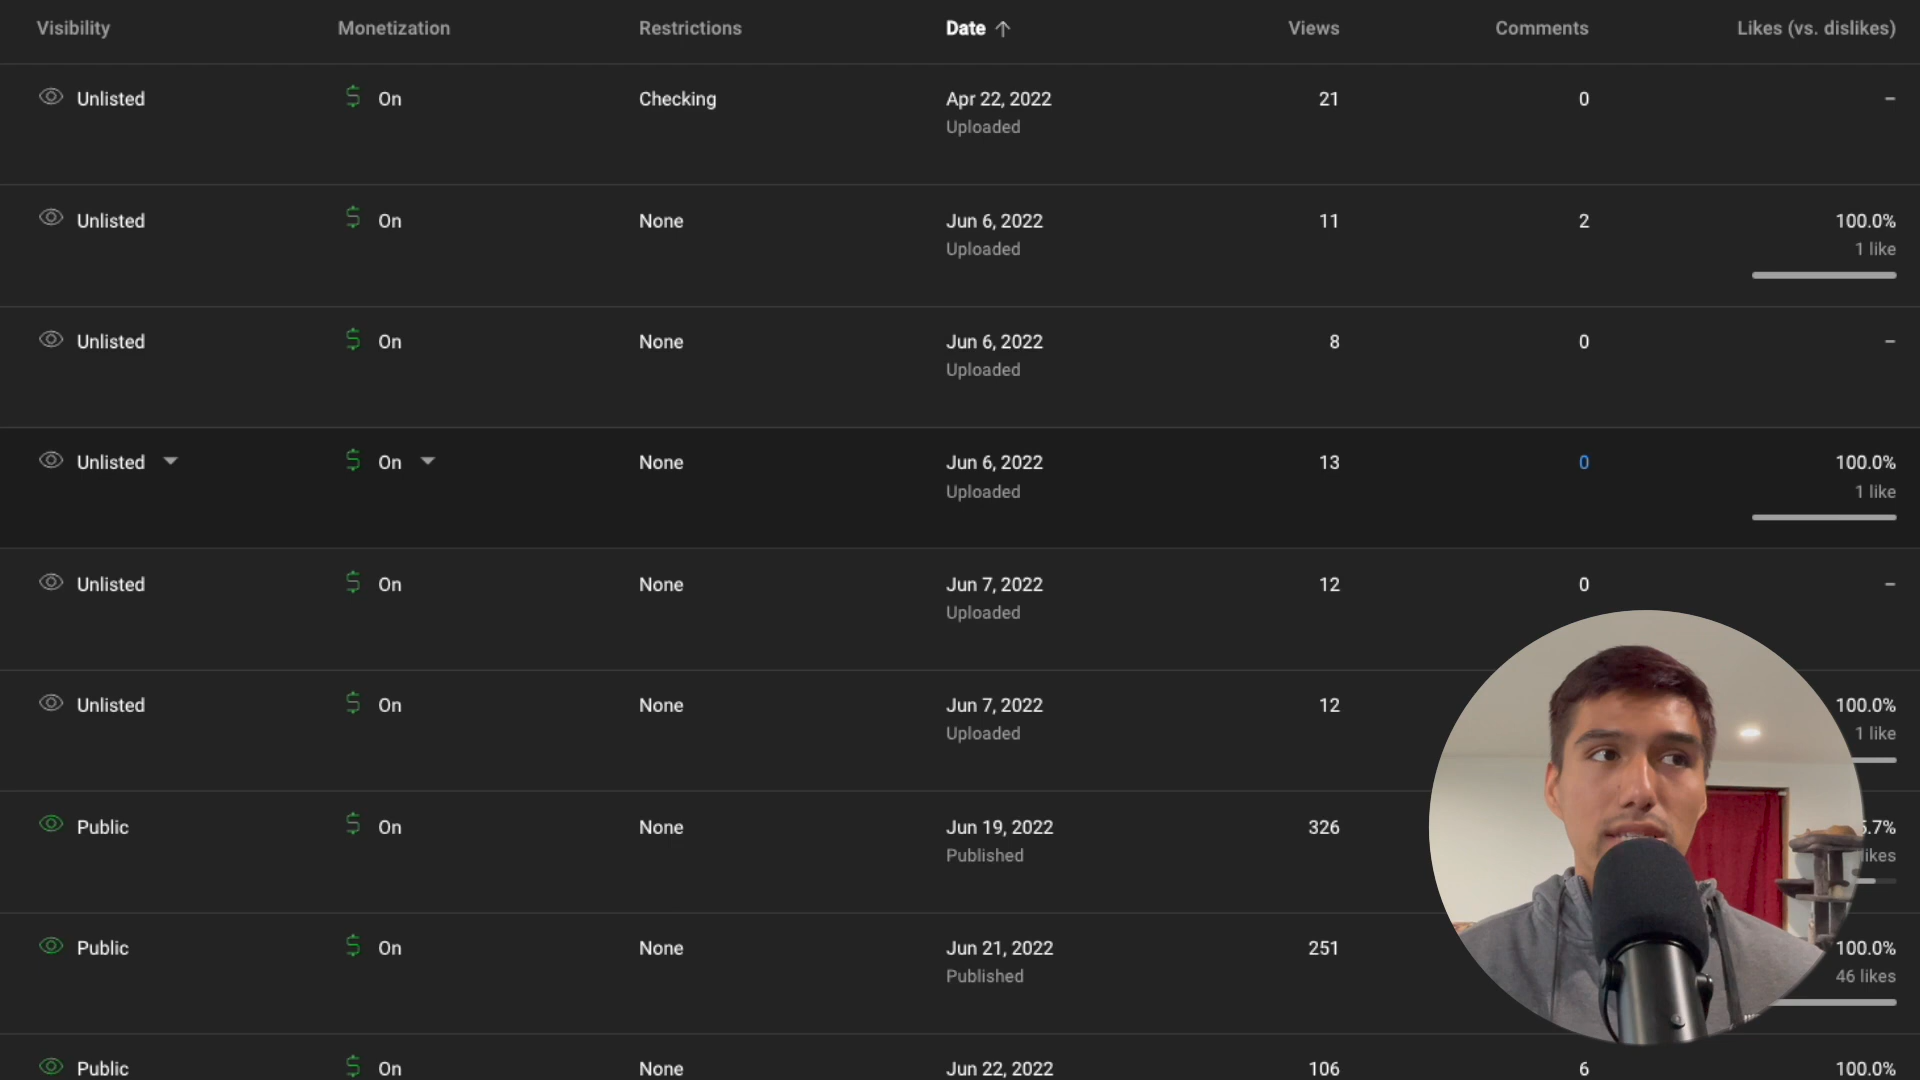 Visibility Monetization Restrictions Date Views Comments Likes (vs. dislikes)
Unlisted On Checking Apr 22, 2022 21 0 –
Uploaded
Unlisted On None Jun 6, 2022 11 2 100.0%
Uploaded 1 like
Unlisted On None Jun 6, 2022 8 0 –
Uploaded
Unlisted On None Jun 6, 2022 13 0 100.0%
Uploaded 1 like
Unlisted On None Jun 7, 2022 12 0 –
Uploaded
Unlisted On None Jun 7, 2022 12 100.0%
Uploaded 1 like
Public On None Jun 19, 2022 326
Published
Public On None Jun 21, 2022 251 100.0%
Published 46 likes
Public On None Jun 22, 2022 106 6 100.0%